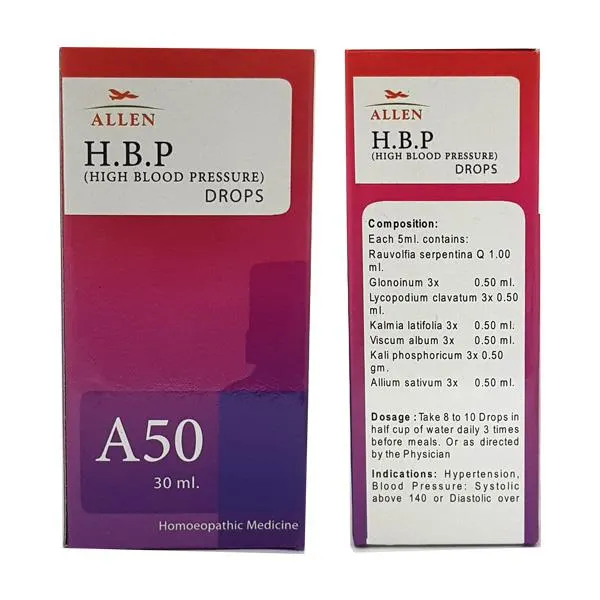 ALLEN
H.B.P
(HIGH BLOOD PRESSURE)
DROPS
A50
30 ml.
Homoeopathic Medicine
ALLEN
H.B.P
(HIGH BLOOD PRESSURE)
DROPS
Composition:
Each 5ml. contains:
Rauvolfia serpentina Q 1.00
ml.
Glonoinum 3x 0.50 ml.
Lycopodium clavatum 3x 0.50
ml.
Kalmia latifolia 3x 0.50 ml.
Viscum album 3x 0.50 ml.
Kali phosphoricum 3x 0.50
gm.
Allium sativum 3x 0.50 ml.
Dosage : Take 8 to 10 Drops in
half cup of water daily 3 times
before meals. Or as directed
by the Physician
Indications: Hypertension,
Blood Pressure: Systolic
above 140 or Diastolic over